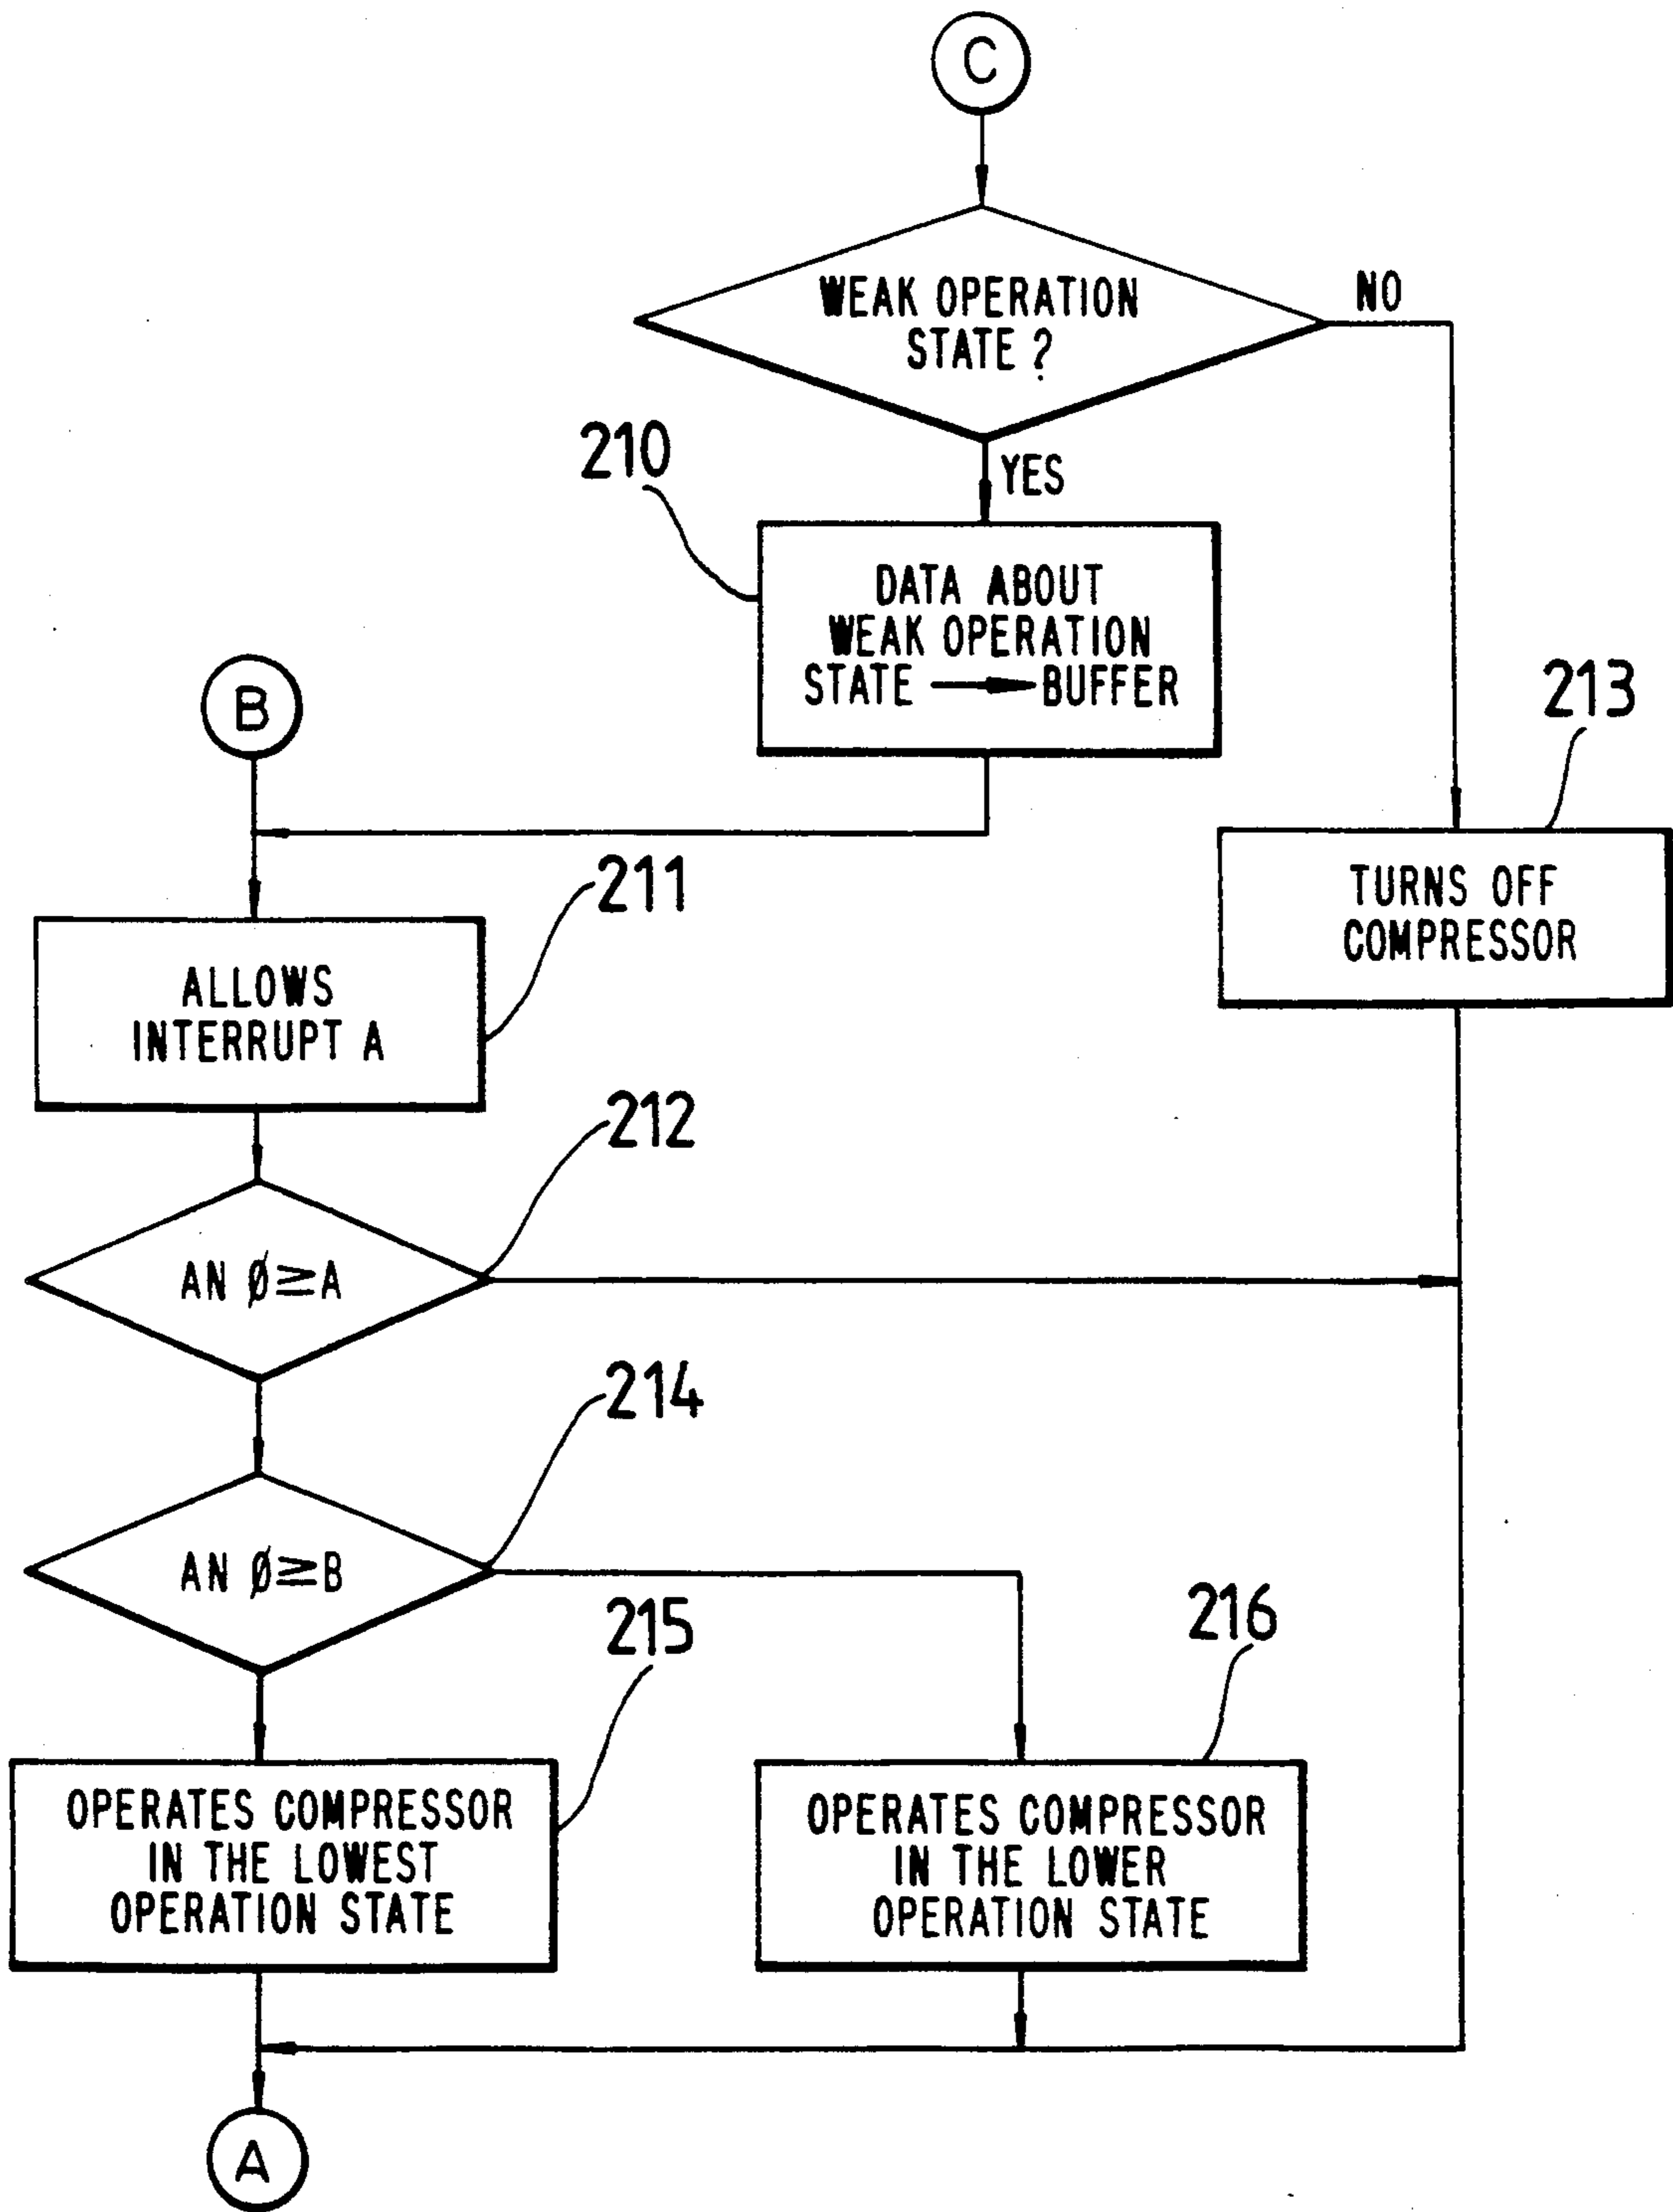 C
WEAK OPERATION
STATE ?
NO
YES
210
DATA ABOUT
WEAK OPERATION
STATE → BUFFER
B
213
TURNS OFF
COMPRESSOR
211
ALLOWS
INTERRUPT A
212
AN Ø≧A
214
AN Ø≧B
215
216
OPERATES COMPRESSOR
IN THE LOWEST
OPERATION STATE
OPERATES COMPRESSOR
IN THE LOWER
OPERATION STATE
A